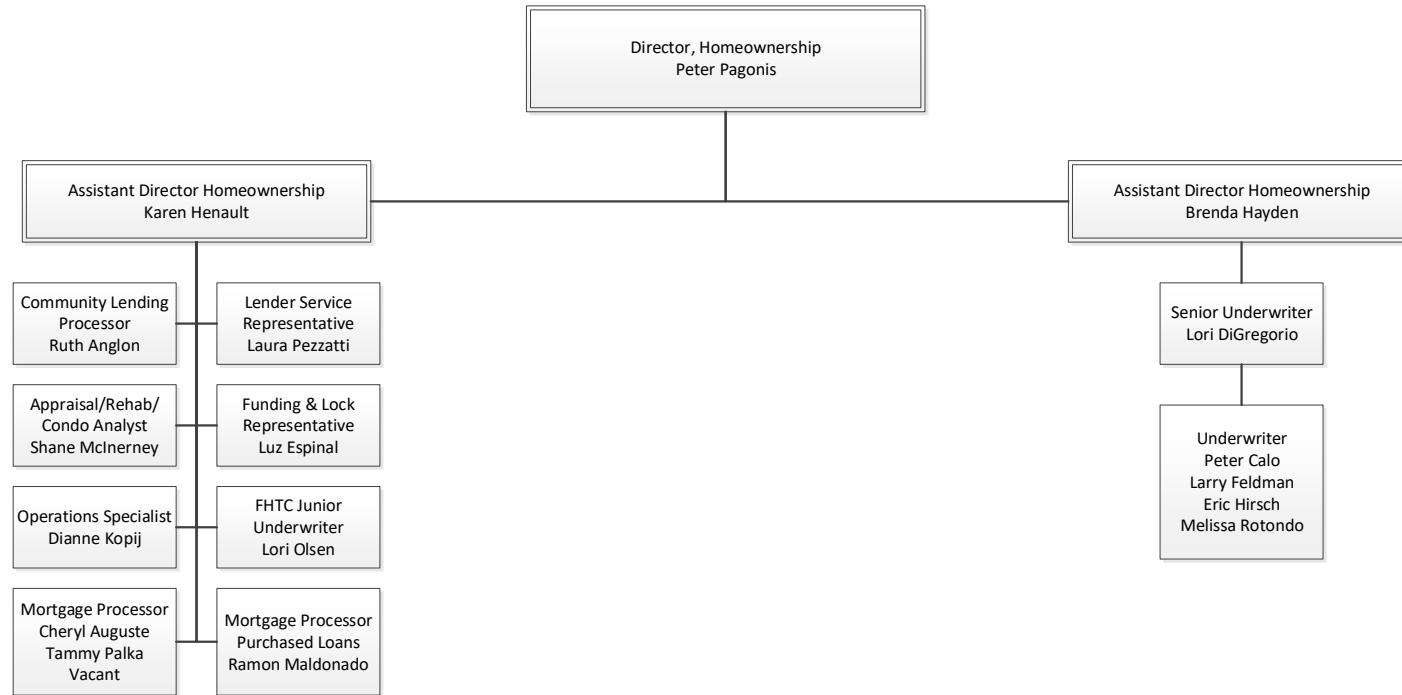 Director, Homeownership
Peter Pagonis
Assistant Director Homeownership
Karen Henault
Assistant Director Homeownership
Brenda Hayden
Community Lending
Processor
Ruth Anglon
Lender Service
Representative
Laura Pezzatti
Senior Underwriter
Lori DiGregorio
Appraisal/Rehab/
Condo Analyst
Shane McInerney
Funding & Lock
Representative
Luz Espinal
Underwriter
Peter Calo
Larry Feldman
Eric Hirsch
Melissa Rotondo
Operations Specialist
Dianne Kopij
FHTC Junior
Underwriter
Lori Olsen
Mortgage Processor
Cheryl Auguste
Tammy Palka
Vacant
Mortgage Processor
Purchased Loans
Ramon Maldonado